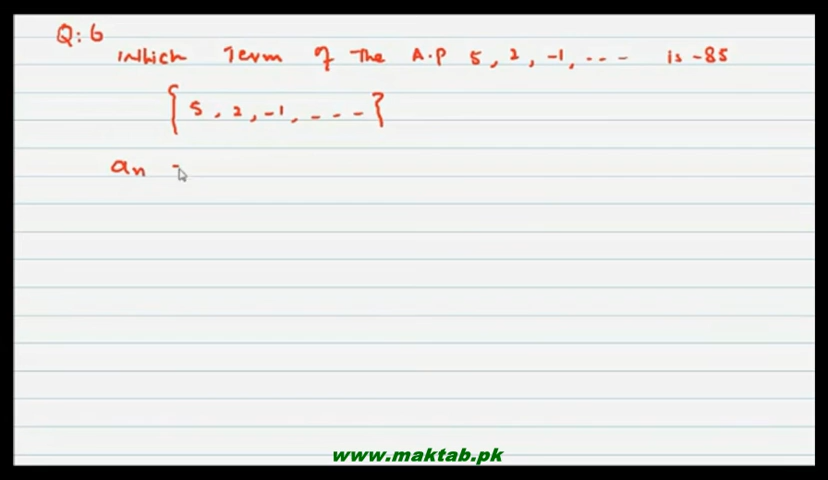 Q: 6
Which Term of The A.P 5, 2, -1, --- is -85
{5, 2, -1, - - - -}
an -
www.maktab.pk